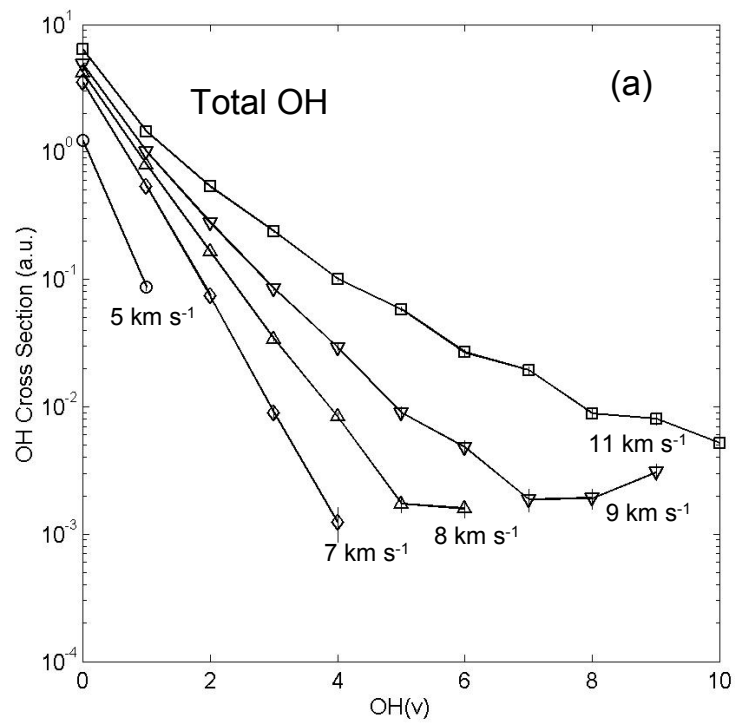 10¹
(a)
Total OH
10⁰
10⁻¹
5 km s⁻¹
OH Cross Section (a.u.)
10⁻²
11 km s⁻¹
9 km s⁻¹
10⁻³
8 km s⁻¹
7 km s⁻¹
10⁻⁴
0 2 4 6 8 10
OH(v)